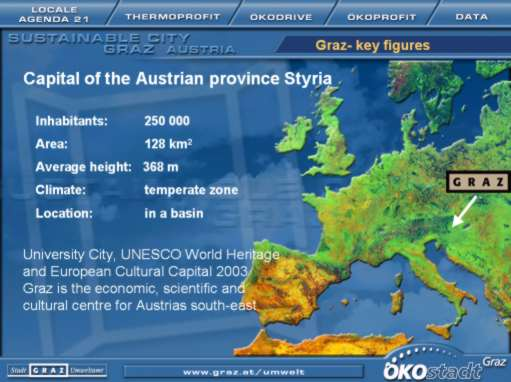 LOCALE
AGENDA 21
THERMOPROFIT
ÖKODRIVE
ÖKOPROFIT
DATA
SUSTAINABLE CITY
GRAZ AUSTRIA
Graz- key figures
Capital of the Austrian province Styria
Inhabitants: 250 000
Area: 128 km²
Average height: 368 m
Climate: temperate zone
Location: in a basin
GRAZ
University City, UNESCO World Heritage
and European Cultural Capital 2003
Graz is the economic, scientific and
cultural centre for Austrias south-east
Stadt GRAZ Umweltamt
www.graz.at/umwelt
ÖKOstadt Graz